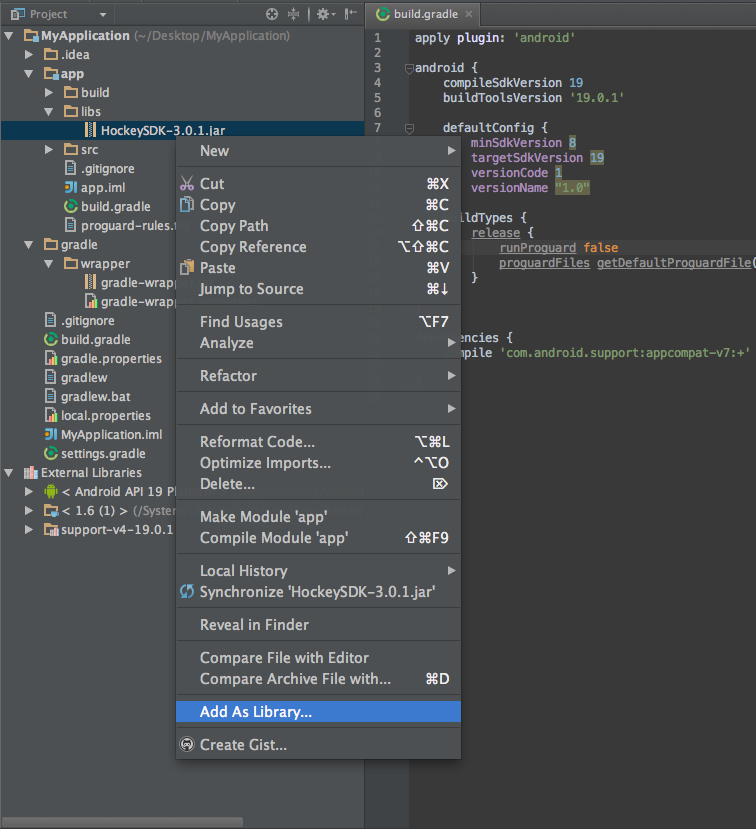 Project
MyApplication (~/Desktop/MyApplication)
.idea
app
build
libs
HockeySDK-3.0.1.jar
src
.gitignore
app.iml
build.gradle
proguard-rules.
gradle
wrapper
gradle-wrap
gradle-wrap
.gitignore
build.gradle
gradle.properties
gradlew
gradlew.bat
local.properties
MyApplication.iml
settings.gradle
External Libraries
< Android API 19 P
< 1.6 (1) > (/System
support-v4-19.0.1
New
Cut ⌘X
Copy ⌘C
Copy Path ⇧⌘C
Copy Reference ⌥⇧⌘C
Paste ⌘V
Jump to Source ⌘↓
Find Usages ⌥F7
Analyze
Refactor
Add to Favorites
Reformat Code... ⌥⌘L
Optimize Imports... ^⌥O
Delete... ⌦
Make Module 'app'
Compile Module 'app' ⇧⌘F9
Local History
Synchronize 'HockeySDK-3.0.1.jar'
Reveal in Finder
Compare File with Editor
Compare Archive File with... ⌘D
Add As Library...
Create Gist...
build.gradle
1 apply plugin: 'android'
2
3 android {
4 compileSdkVersion 19
5 buildToolsVersion '19.0.1'
6
7 defaultConfig {
minSdkVersion 8
targetSdkVersion 19
versionCode 1
versionName "1.0"
ildTypes {
release {
runProguard false
proguardFiles getDefaultProguardFile(
}
encies {
mpile 'com.android.support:appcompat-v7:+'